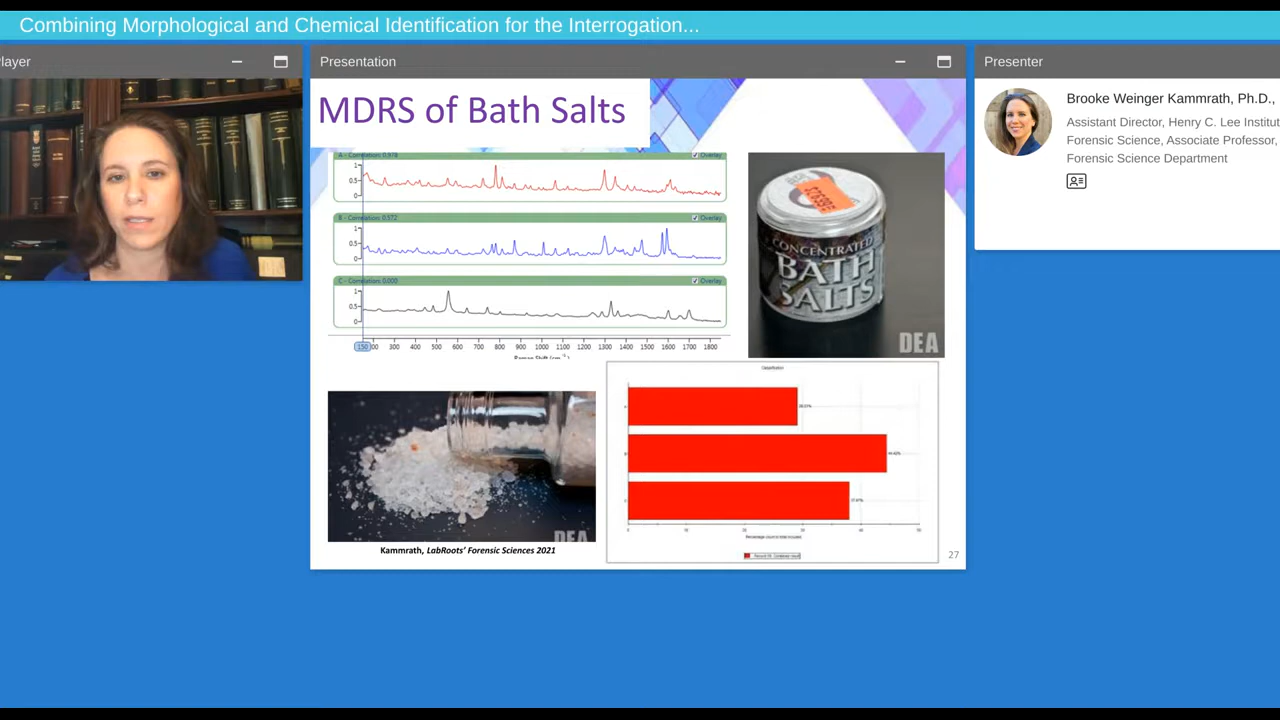 Combining Morphological and Chemical Identification for the Interrogation...
layer
Presentation
Presenter
MDRS of Bath Salts
Brooke Weinger Kammrath, Ph.D.,
Assistant Director, Henry C. Lee Institut
Forensic Science, Associate Professor,
Forensic Science Department
A - Correlation: 0.978
Overlay
1
0.5
0
B - Correlation: 0.572
Overlay
1
0.5
0
C - Correlation: 0.000
Overlay
1
0.5
0
150 300 400 500 600 700 800 900 1000 1100 1200 1300 1400 1500 1600 1700 1800
CONCENTRATED
BATH
SALTS
DEA
DEA
Kammrath, LabRoots' Forensic Sciences 2021
Classification
27